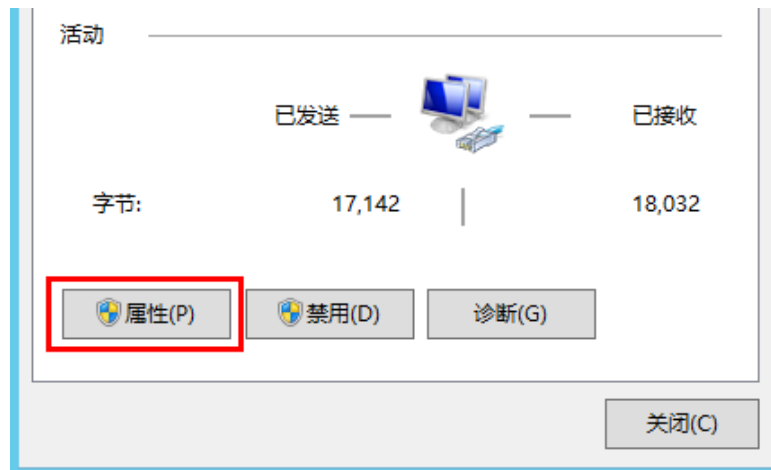 活动
已发送 已接收
字节: 17,142 18,032
属性(P) 禁用(D) 诊断(G)
关闭(C)